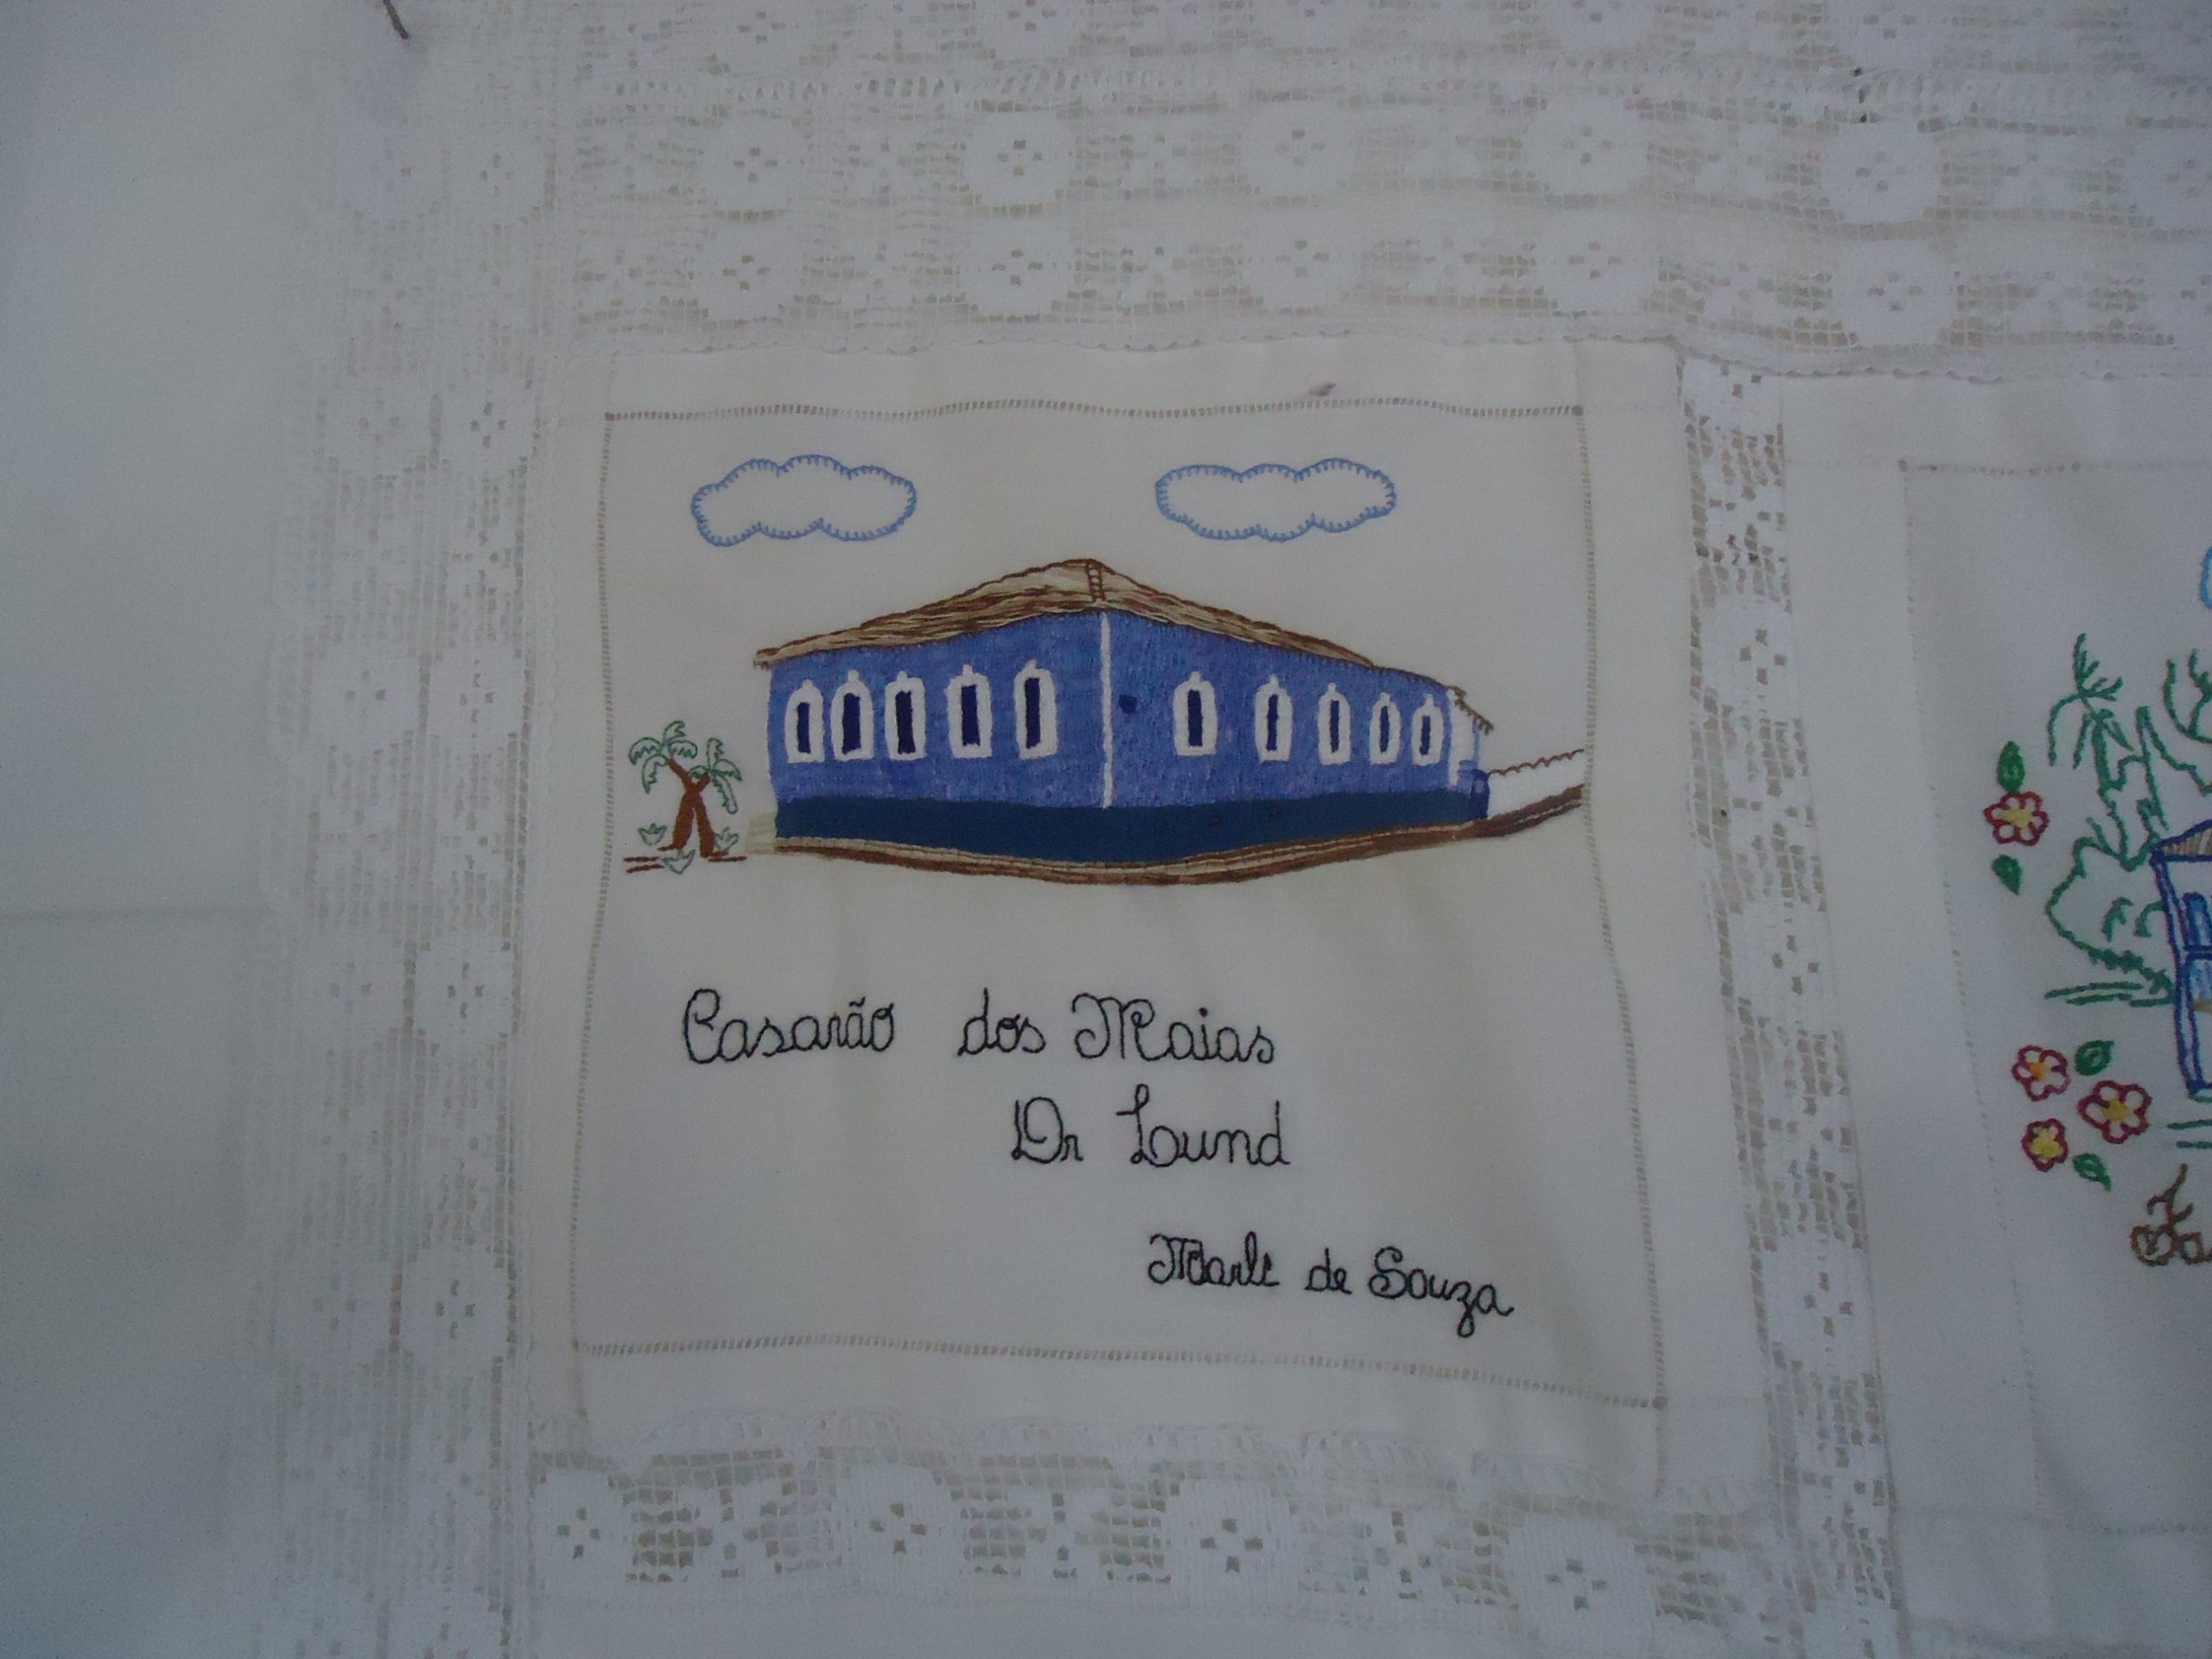 Casarão dos Maias
Dr Lund
Marli de Souza